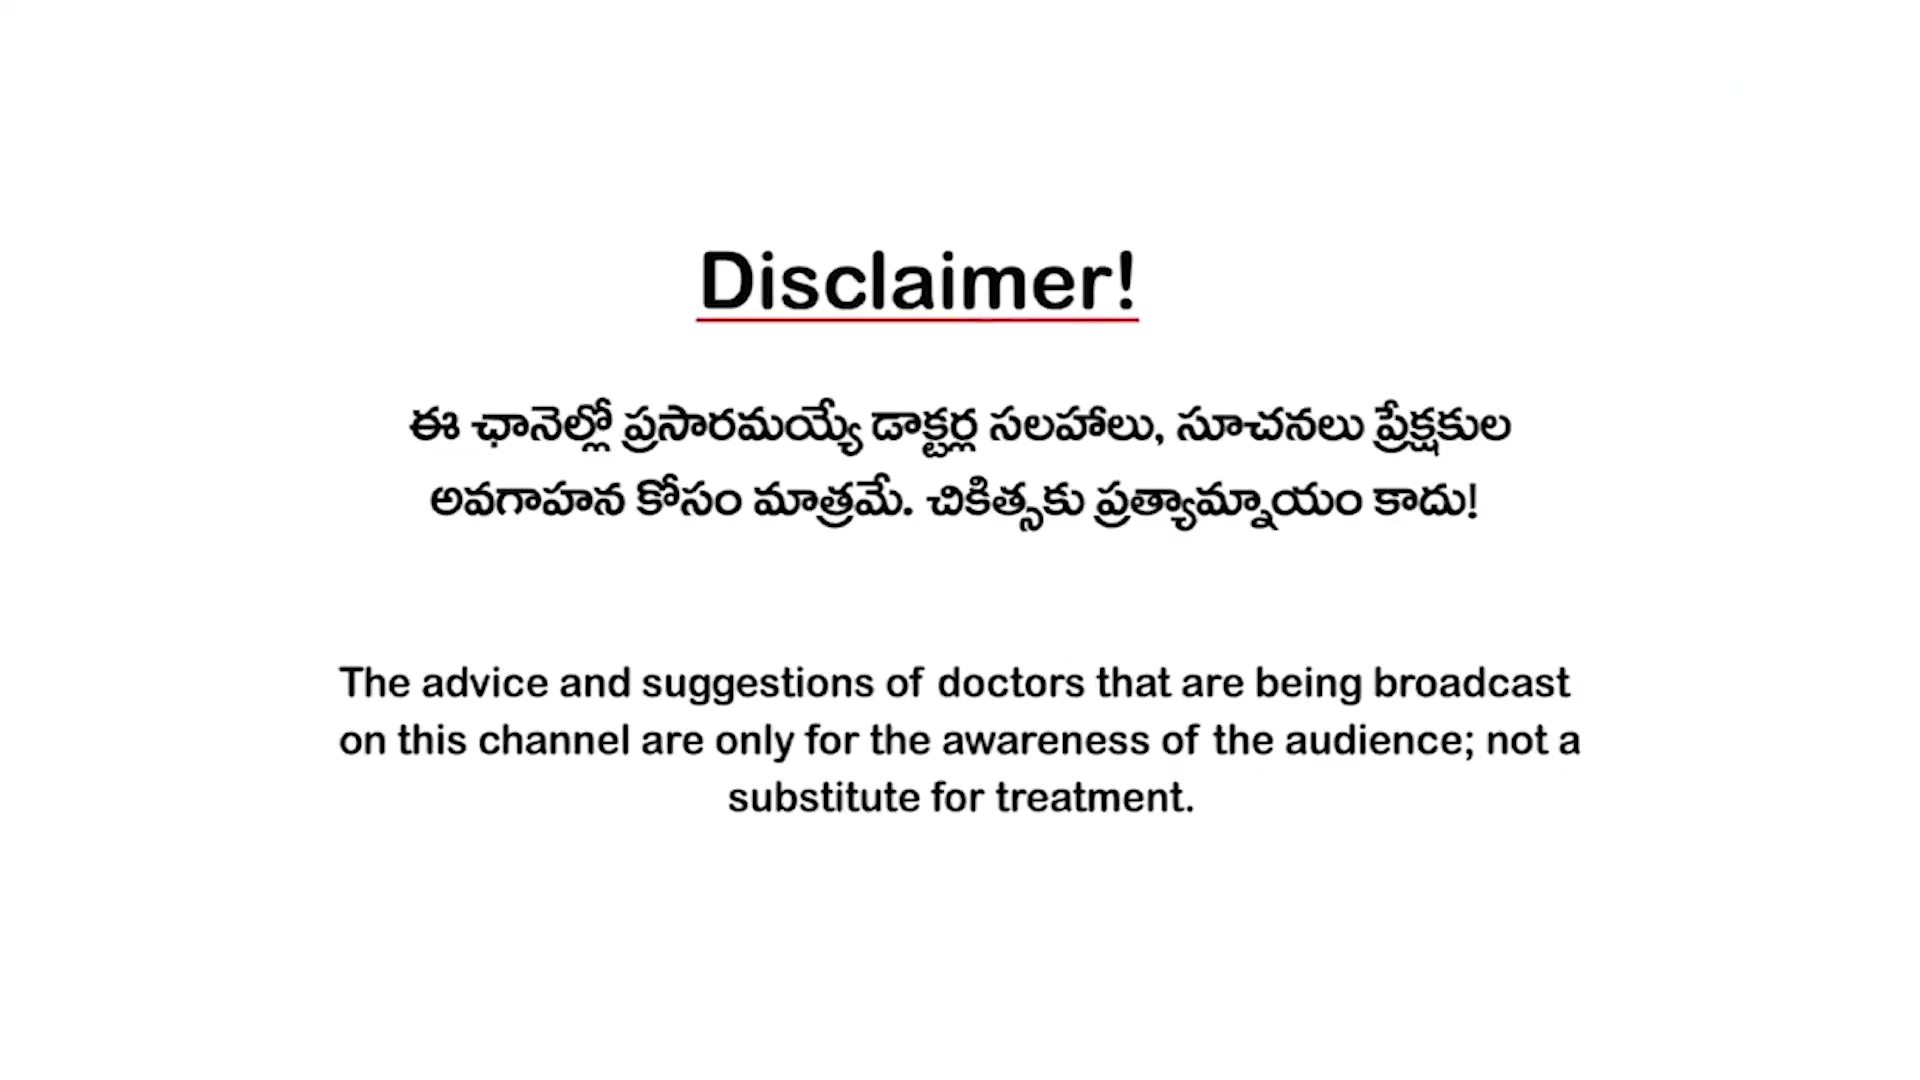 Disclaimer!
ఈ ఛానెల్లో ప్రసారమయ్యే డాక్టర్ల సలహాలు, సూచనలు ప్రేక్షకుల
అవగాహన కోసం మాత్రమే. చికిత్సకు ప్రత్యామ్నాయం కాదు!
The advice and suggestions of doctors that are being broadcast
on this channel are only for the awareness of the audience; not a
substitute for treatment.